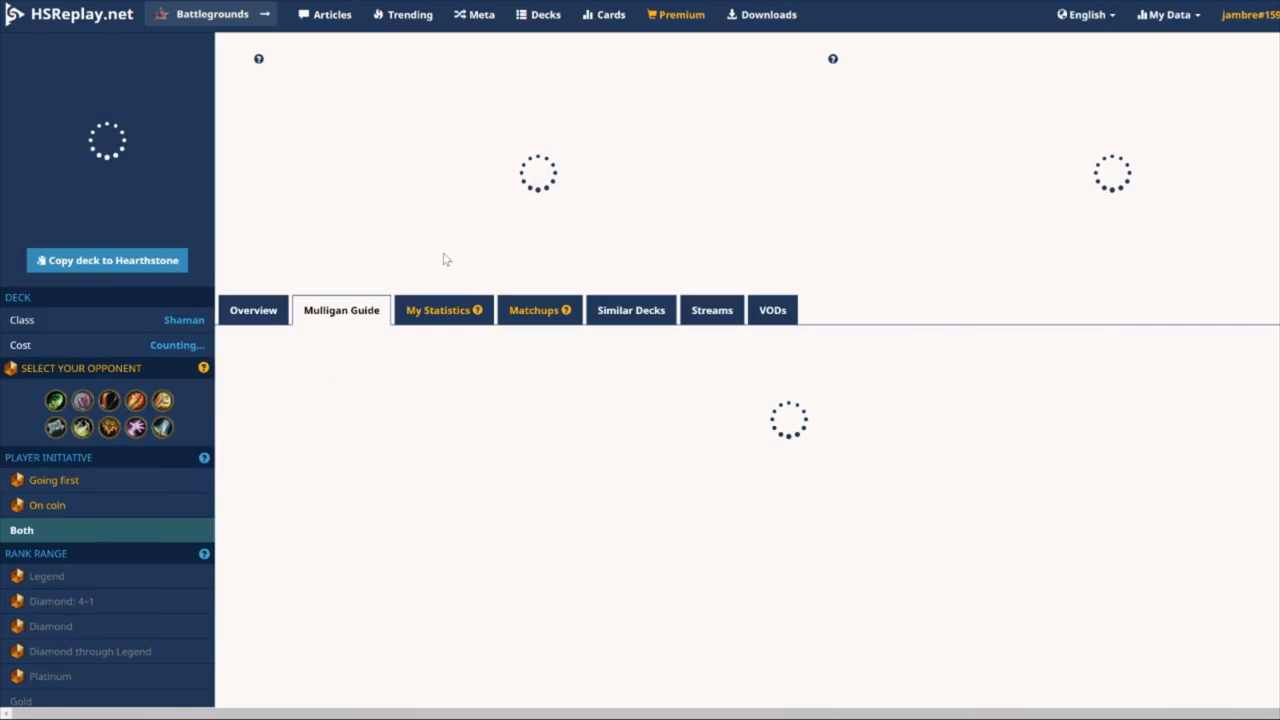 HSReplay.net Battlegrounds Articles Trending Meta Decks Cards Premium Downloads English My Data jambre#159
Copy deck to Hearthstone
Overview Mulligan Guide My Statistics Matchups Similar Decks Streams VODs
DECK
Class Shaman
Cost Counting...
SELECT YOUR OPPONENT
PLAYER INITIATIVE
Going first
On coin
Both
RANK RANGE
Legend
Diamond: 4–1
Diamond
Diamond through Legend
Platinum
Gold